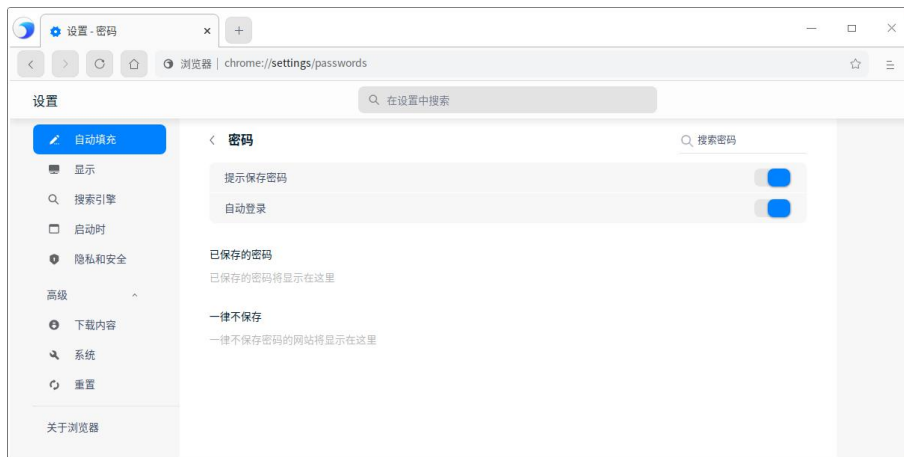 设置 - 密码
浏览器 | chrome://settings/passwords
设置
在设置中搜索
自动填充
显示
搜索引擎
启动时
隐私和安全
高级
下载内容
系统
重置
关于浏览器
密码
搜索密码
提示保存密码
自动登录
已保存的密码
已保存的密码将显示在这里
一律不保存
一律不保存密码的网站将显示在这里